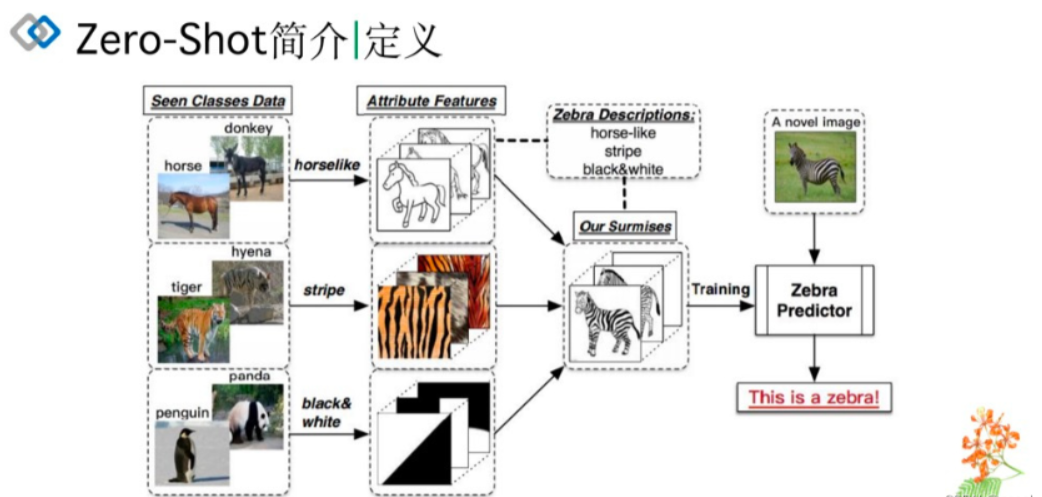 Zero-Shot简介|定义
Seen Classes Data
Attribute Features
Zebra Descriptions:
horse-like
stripe
black&white
A novel image
donkey
horse
horselike
Our Surmises
hyena
tiger
stripe
Training
Zebra
Predictor
panda
penguin
black&
white
This is a zebra!